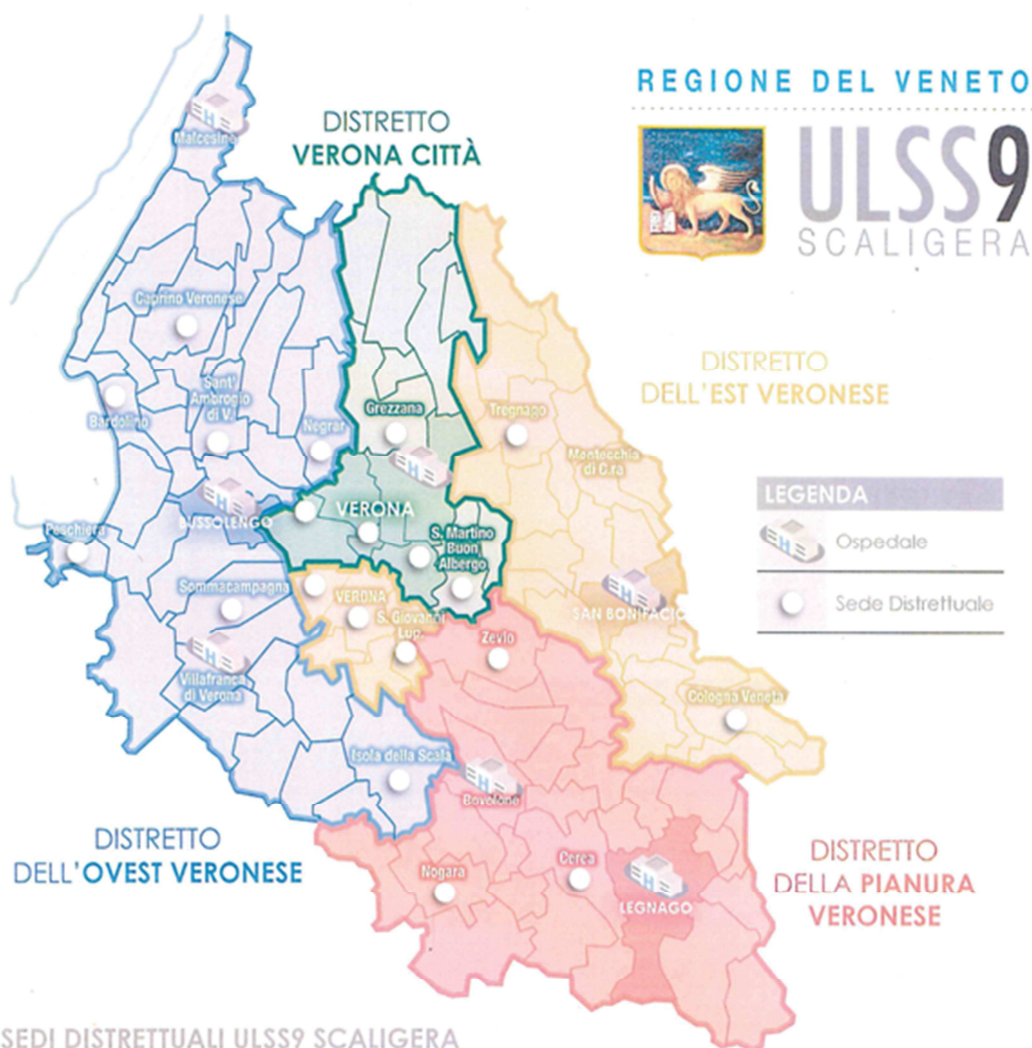 REGIONE DEL VENETO
ULSS9
SCALIGERA
DISTRETTO
VERONA CITTÀ
Malcesine
Caprino Veronese
Sant'
Ambrogio
di V.
Bardolino
Negrar
Grezzana
Tregnago
Montecchia
di C.ra
DISTRETTO
DELL'EST VERONESE
LEGENDA
Ospedale
Sede Distrettuale
BUSSOLENGO
VERONA
S. Martino
Buon
Albergo
Peschiera
Sommacampagna
VERONA
S. Giovanni
Lup.
SAN BONIFACIO
Zevio
Villafranca
di Verona
Cologna Veneta
Isola della Scala
Bovolone
DISTRETTO
DELL'OVEST VERONESE
Nogara
Cerea
LEGNAGO
DISTRETTO
DELLA PIANURA
VERONESE
SEDI DISTRETTUALI ULSS9 SCALIGERA